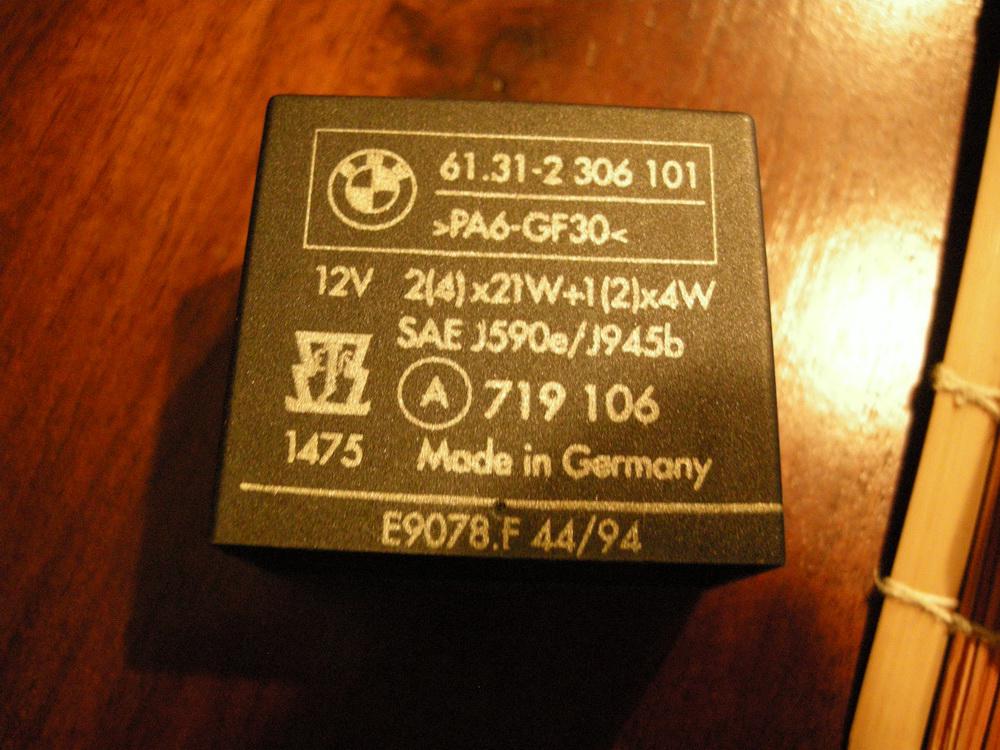 61.31-2 306 101
>PA6-GF30<
12V 2(4)x21W+1(2)x4W
SAE J590e/J945b
A 719 106
1475 Made in Germany
E9078.F 44/94